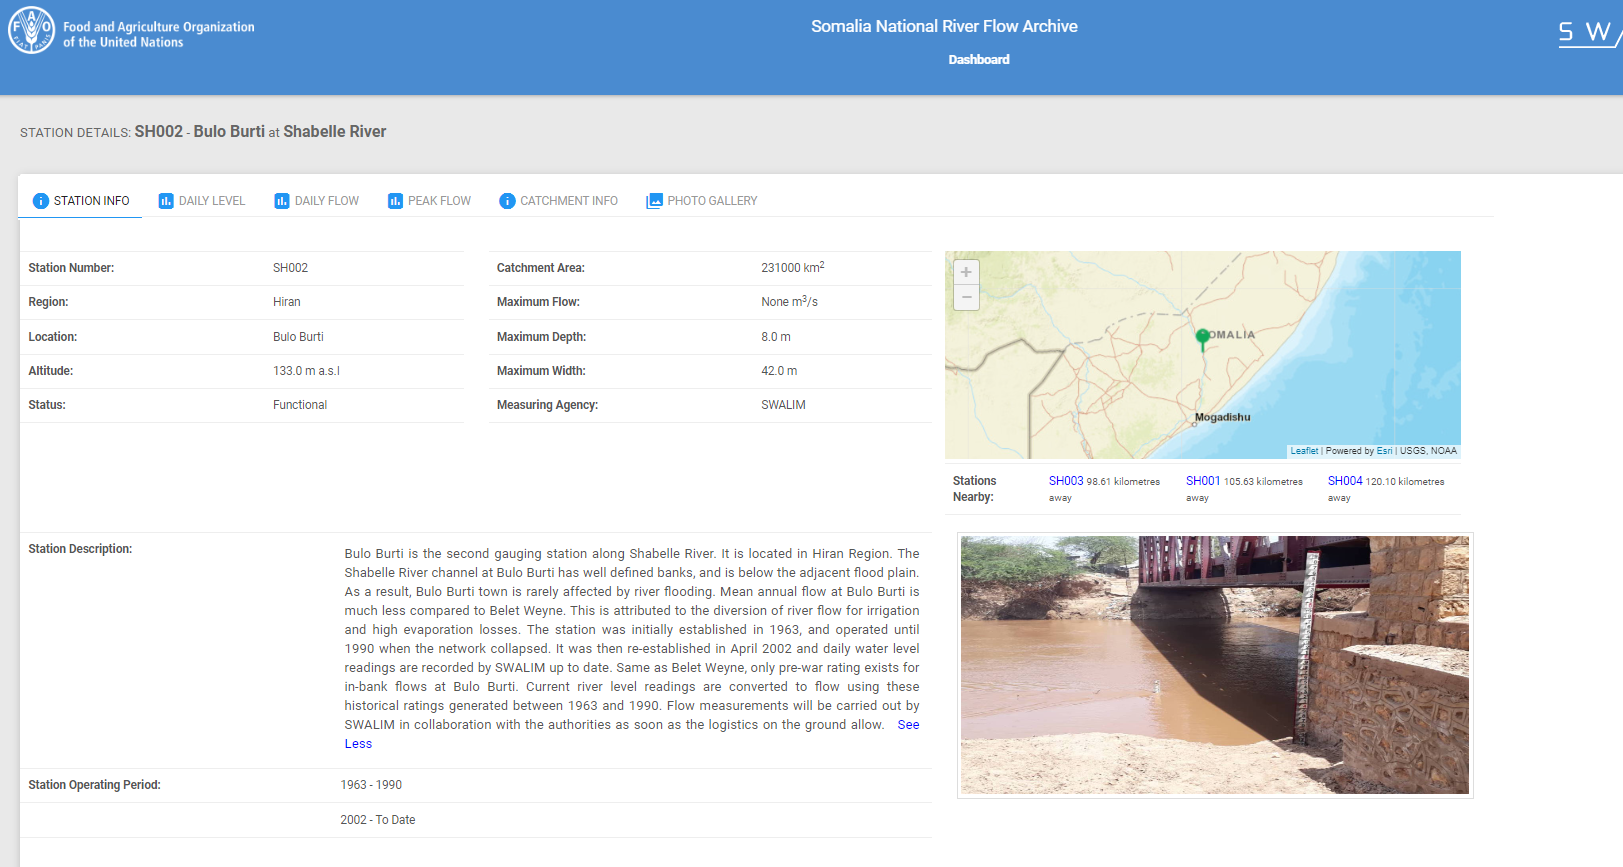 Food and Agriculture Organization
of the United Nations
FAO
FIAT PANIS
Somalia National River Flow Archive
Dashboard
S W
STATION DETAILS: SH002 - Bulo Burti at Shabelle River
STATION INFO DAILY LEVEL DAILY FLOW PEAK FLOW CATCHMENT INFO PHOTO GALLERY
Station Number: SH002
Region: Hiran
Location: Bulo Burti
Altitude: 133.0 m a.s.l
Status: Functional
Catchment Area: 231000 km²
Maximum Flow: None m³/s
Maximum Depth: 8.0 m
Maximum Width: 42.0 m
Measuring Agency: SWALIM
+
−
OMALIA
Mogadishu
Leaflet | Powered by Esri | USGS, NOAA
Stations Nearby:
SH003 98.61 kilometres away
SH001 105.63 kilometres away
SH004 120.10 kilometres away
Station Description:
Bulo Burti is the second gauging station along Shabelle River. It is located in Hiran Region. The
Shabelle River channel at Bulo Burti has well defined banks, and is below the adjacent flood plain.
As a result, Bulo Burti town is rarely affected by river flooding. Mean annual flow at Bulo Burti is
much less compared to Belet Weyne. This is attributed to the diversion of river flow for irrigation
and high evaporation losses. The station was initially established in 1963, and operated until
1990 when the network collapsed. It was then re-established in April 2002 and daily water level
readings are recorded by SWALIM up to date. Same as Belet Weyne, only pre-war rating exists for
in-bank flows at Bulo Burti. Current river level readings are converted to flow using these
historical ratings generated between 1963 and 1990. Flow measurements will be carried out by
SWALIM in collaboration with the authorities as soon as the logistics on the ground allow. See
Less
Station Operating Period: 1963 - 1990
2002 - To Date